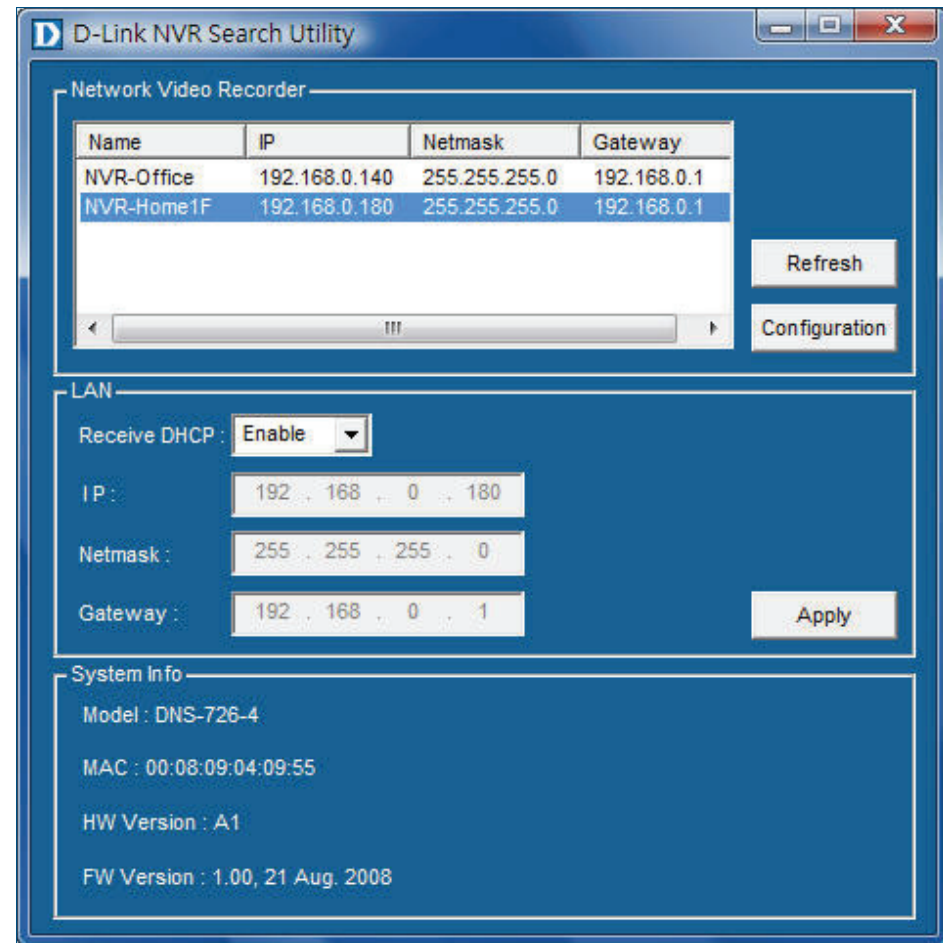 D D-Link NVR Search Utility
Network Video Recorder
Name IP Netmask Gateway
NVR-Office 192.168.0.140 255.255.255.0 192.168.0.1
NVR-Home1F 192.168.0.180 255.255.255.0 192.168.0.1
Refresh
Configuration
LAN
Receive DHCP : Enable
IP : 192 . 168 . 0 . 180
Netmask : 255 . 255 . 255 . 0
Gateway : 192 . 168 . 0 . 1
Apply
System Info
Model : DNS-726-4
MAC : 00:08:09:04:09:55
HW Version : A1
FW Version : 1.00, 21 Aug. 2008